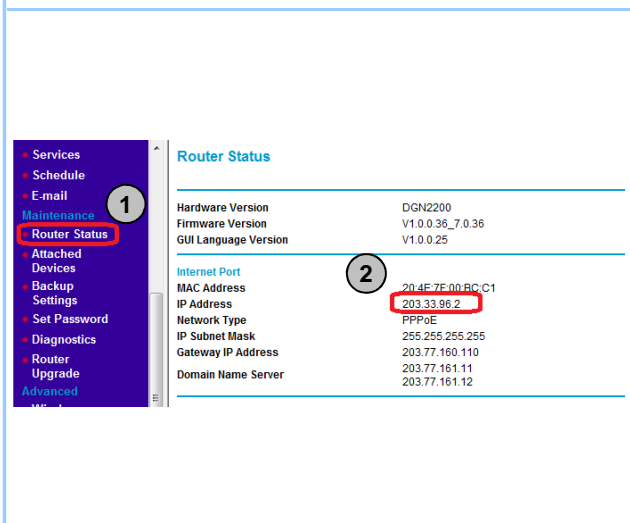 Services
Schedule
E-mail
1
Maintenance
Router Status
Attached
Devices
Backup
Settings
Set Password
Diagnostics
Router
Upgrade
Advanced
Router Status
Hardware Version DGN2200
Firmware Version V1.0.0.36_7.0.36
GUI Language Version V1.0.0.25
Internet Port
2
MAC Address 20:4E:7F:00:BC:C1
IP Address 203.33.96.2
Network Type PPPoE
IP Subnet Mask 255.255.255.255
Gateway IP Address 203.77.160.110
Domain Name Server 203.77.161.11
203.77.161.12